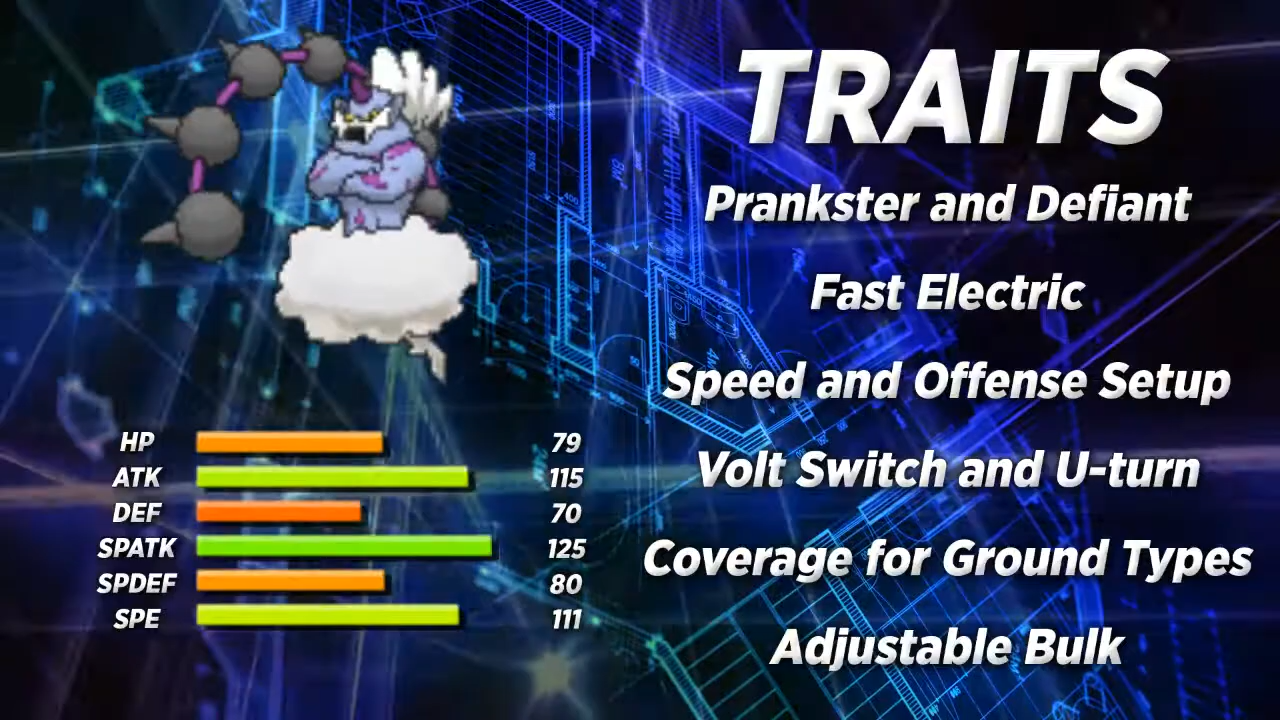 TRAITS
Prankster and Defiant
Fast Electric
Speed and Offense Setup
Volt Switch and U-turn
Coverage for Ground Types
Adjustable Bulk
HP 79
ATK 115
DEF 70
SPATK 125
SPDEF 80
SPE 111